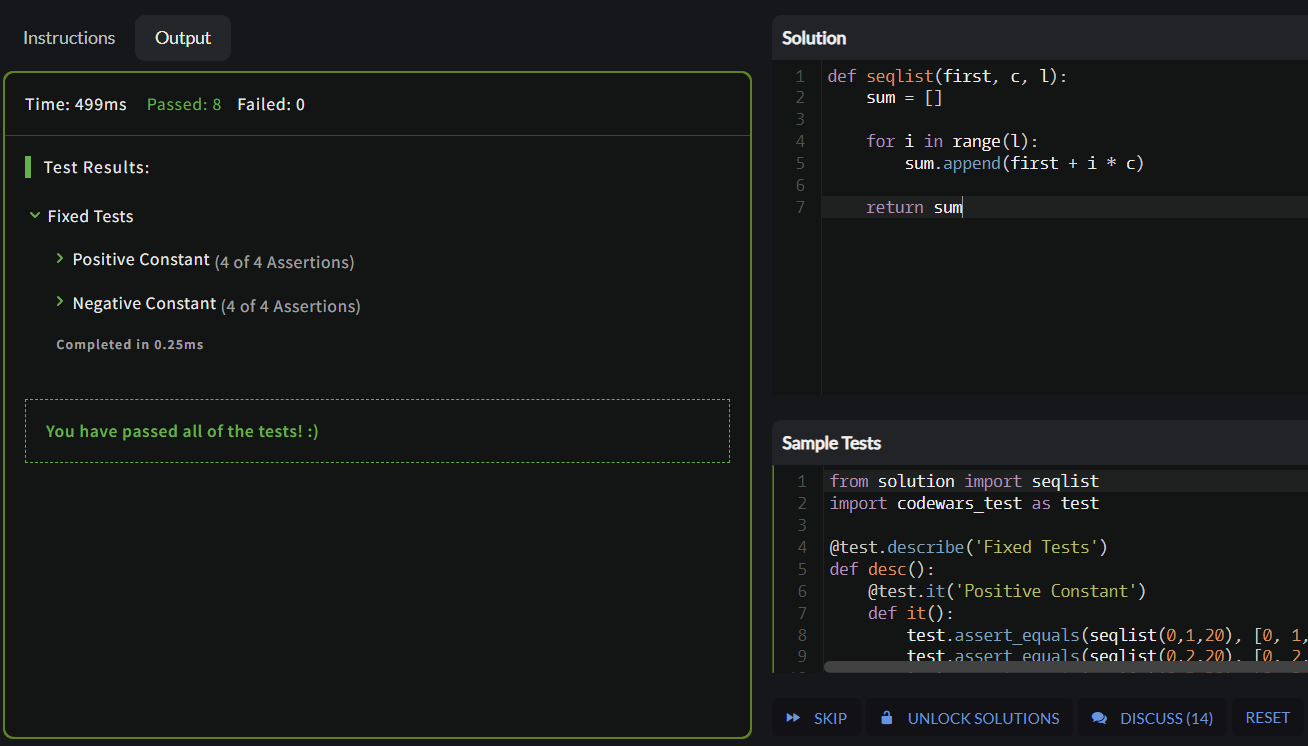 Instructions
Output
Time: 499ms Passed: 8 Failed: 0
Test Results:
Fixed Tests
Positive Constant (4 of 4 Assertions)
Negative Constant (4 of 4 Assertions)
Completed in 0.25ms
You have passed all of the tests! :)
Solution
1 def seqlist(first, c, l):
2     sum = []
3
4     for i in range(l):
5         sum.append(first + i * c)
6
7     return sum
Sample Tests
1 from solution import seqlist
2 import codewars_test as test
3
4 @test.describe('Fixed Tests')
5 def desc():
6     @test.it('Positive Constant')
7     def it():
8         test.assert_equals(seqlist(0,1,20), [0, 1,
9         test.assert_equals(seqlist(0,2,20), [0, 2,
SKIP
UNLOCK SOLUTIONS
DISCUSS (14)
RESET